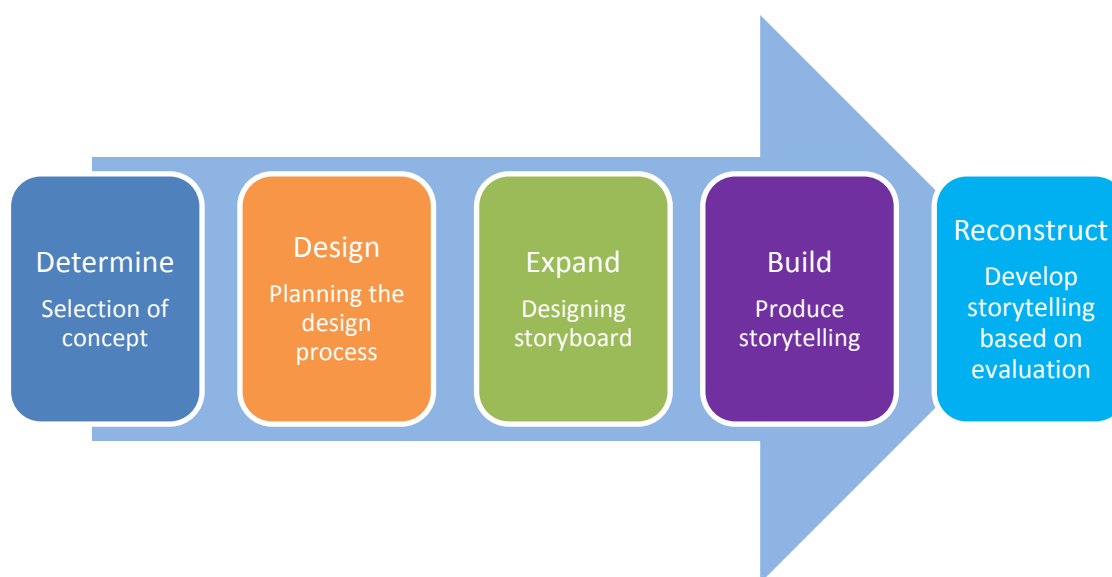 Determine
Selection of
concept
Design
Planning the
design
process
Expand
Designing
storyboard
Build
Produce
storytelling
Reconstruct
Develop
storytelling
based on
evaluation